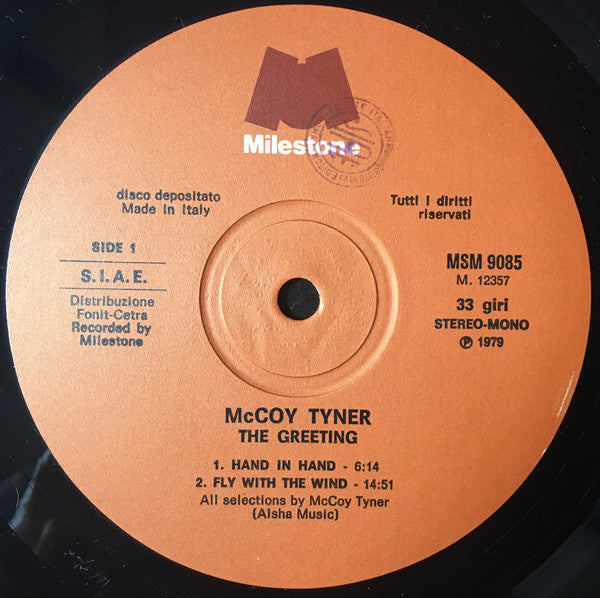 Milestone
disco depositato
Made in Italy
Tutti i diritti
riservati
SIDE 1
S.I.A.E.
Distribuzione
Fonit-Cetra
Recorded by
Milestone
MSM 9085
M. 12357
33 giri
STEREO-MONO
℗ 1979
McCOY TYNER
THE GREETING
1. HAND IN HAND - 6:14
2. FLY WITH THE WIND - 14:51
All selections by McCoy Tyner
(Aisha Music)